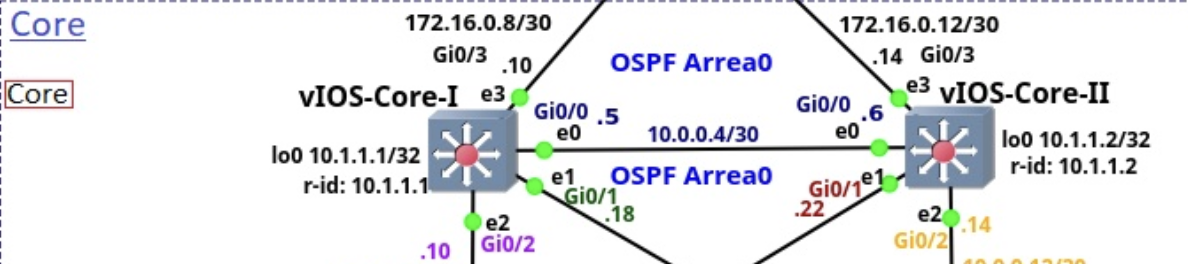 Core
Core
172.16.0.8/30
Gi0/3
.10
e3
vIOS-Core-I
OSPF Arrea0
172.16.0.12/30
.14 Gi0/3
e3
vIOS-Core-II
Gi0/0 .5
e0
10.0.0.4/30
Gi0/0 .6
e0
lo0 10.1.1.1/32
r-id: 10.1.1.1
lo0 10.1.1.2/32
r-id: 10.1.1.2
OSPF Arrea0
e1
Gi0/1
.18
e1
Gi0/1
.22
e2
Gi0/2
.10
e2
.14
Gi0/2